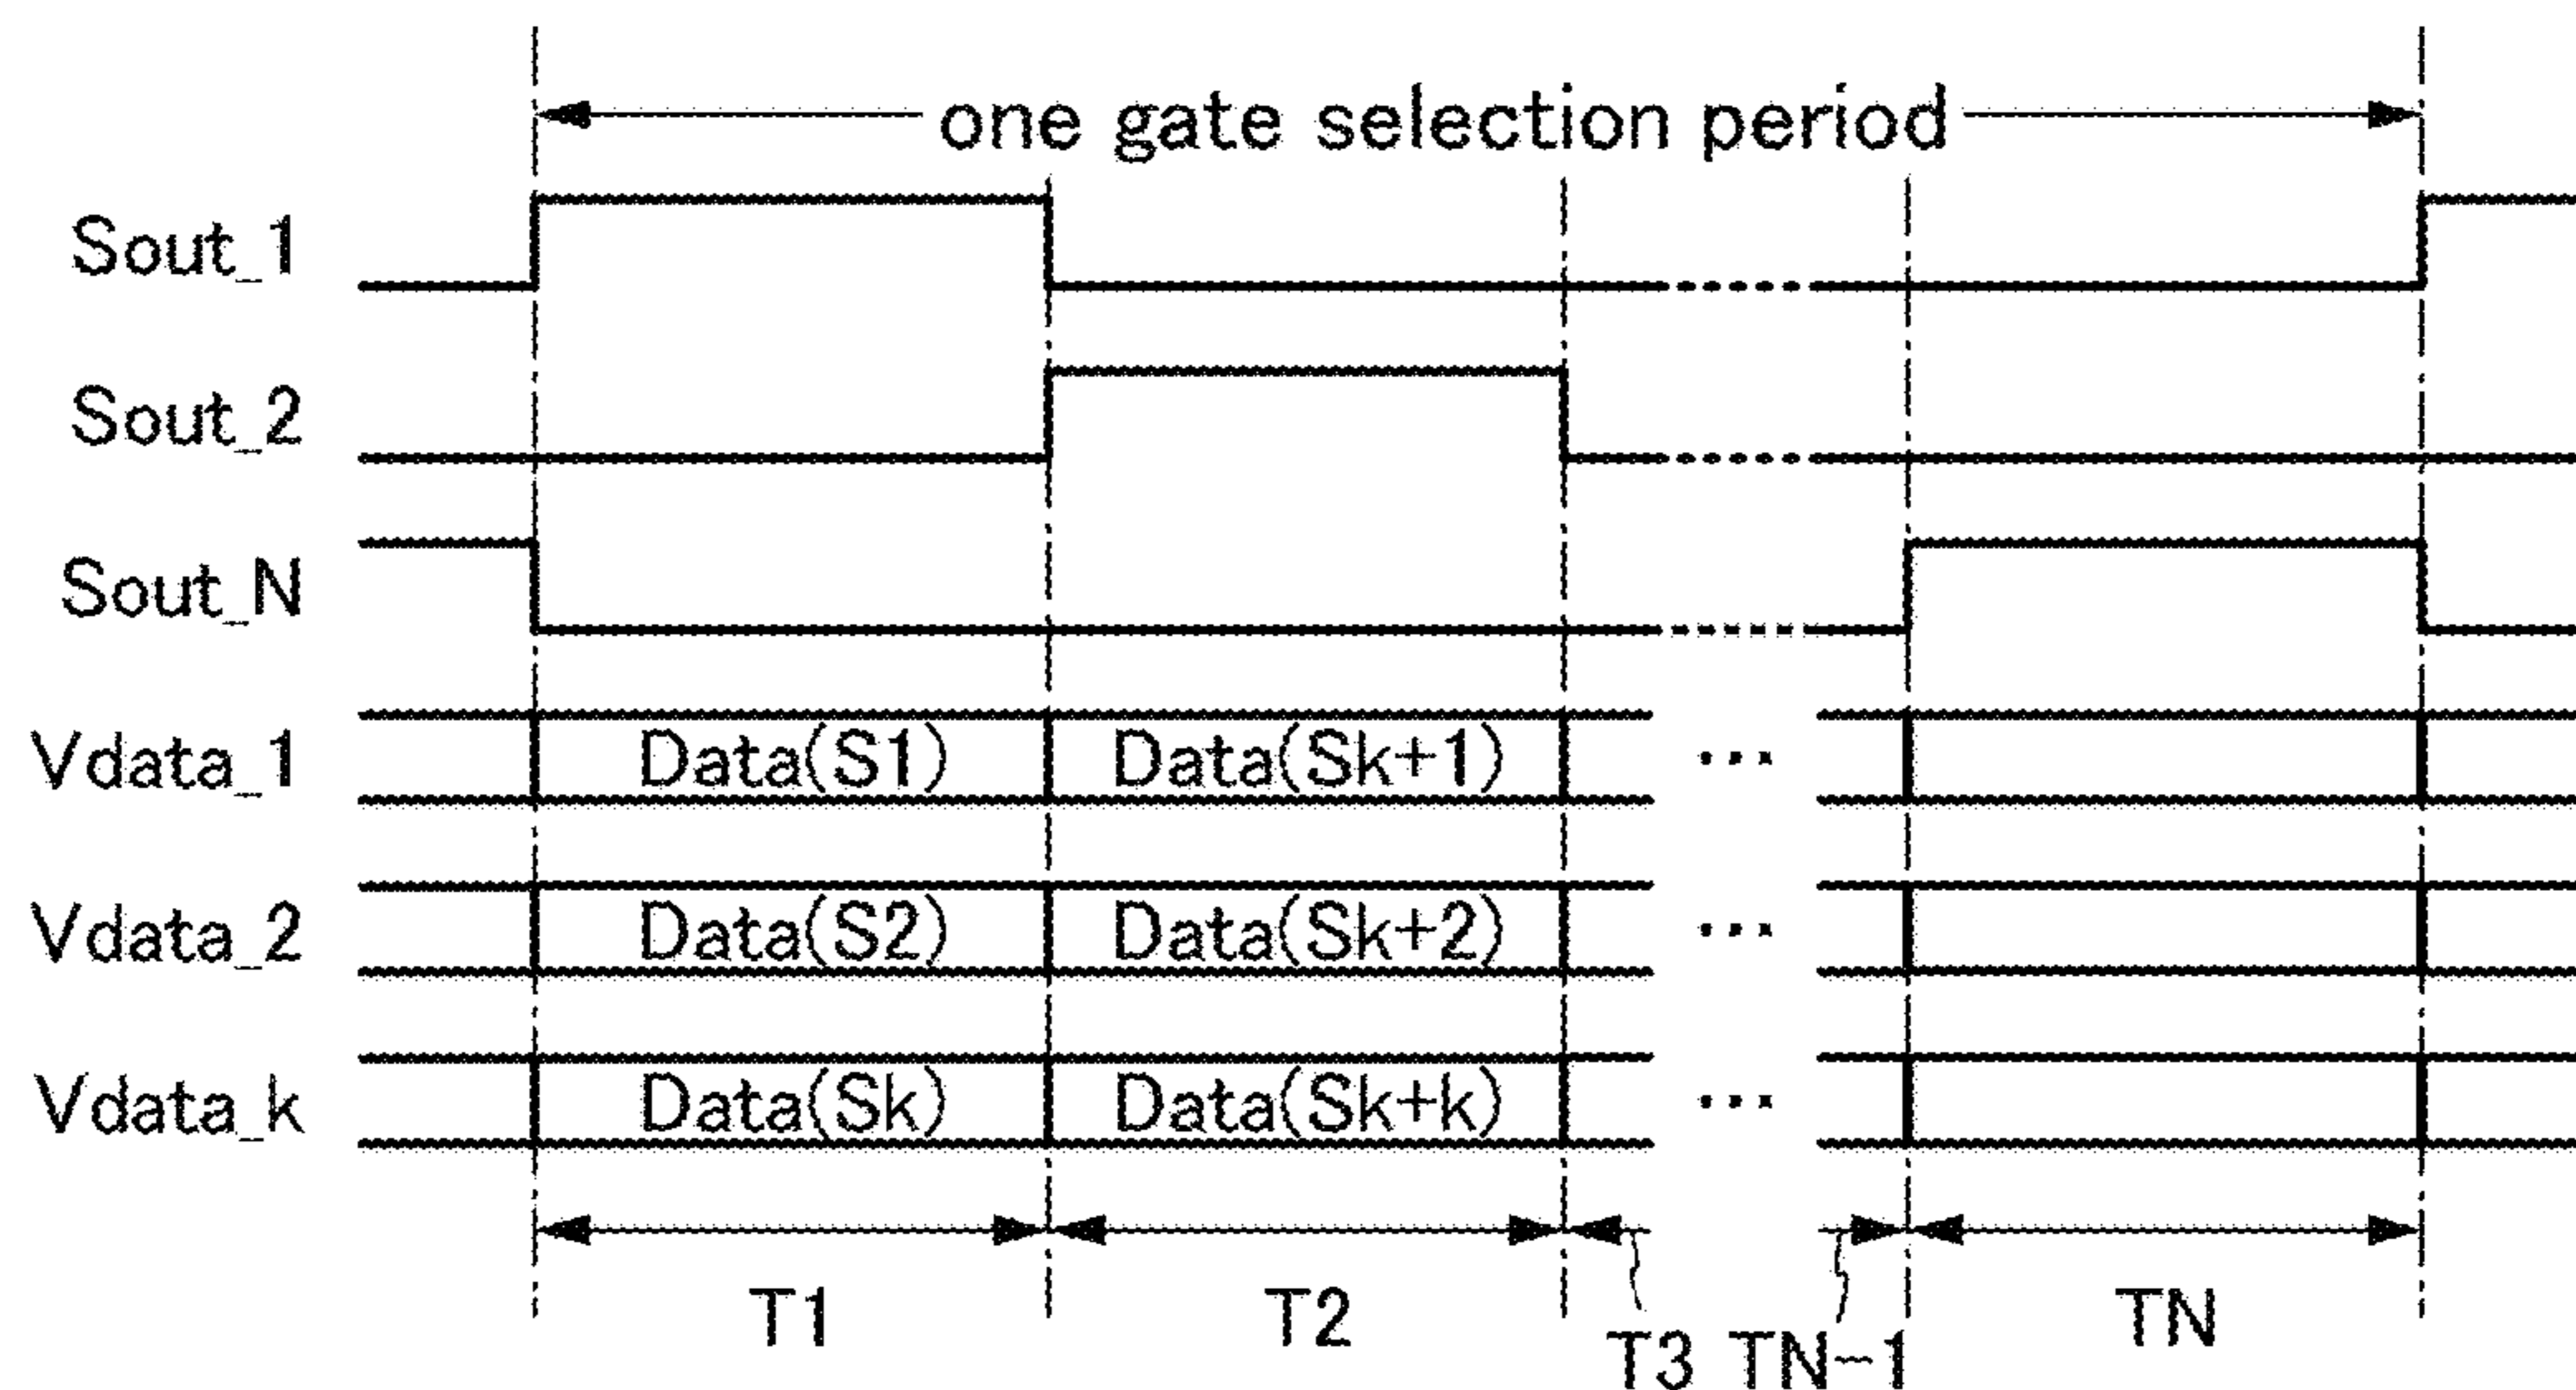 one gate selection period
Sout_1
Sout_2
Sout_N
Vdata_1 Data(S1) Data(Sk+1) ...
Vdata_2 Data(S2) Data(Sk+2) ...
Vdata_k Data(Sk) Data(Sk+k) ...
T1 T2 T3 TN-1 TN